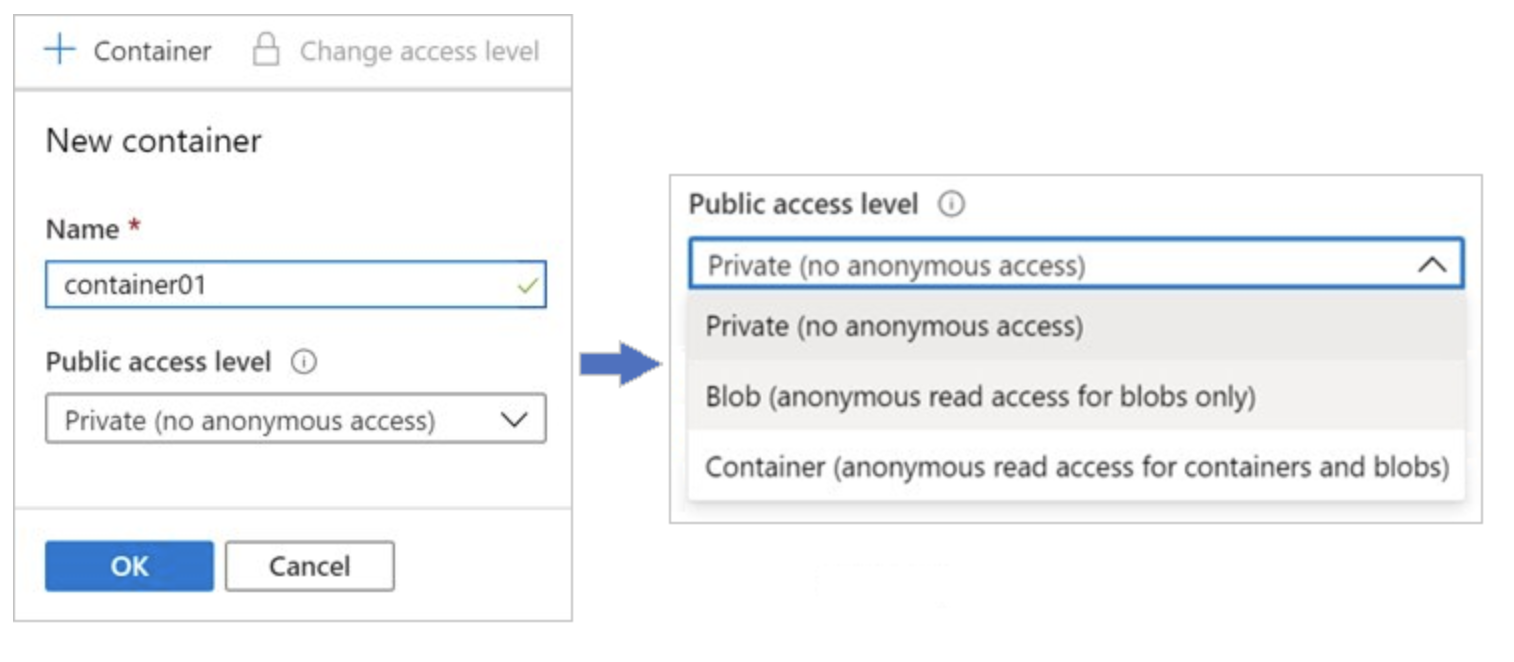 + Container Change access level
New container
Name *
container01
Public access level
Private (no anonymous access)
OK Cancel
Public access level
Private (no anonymous access)
Private (no anonymous access)
Blob (anonymous read access for blobs only)
Container (anonymous read access for containers and blobs)